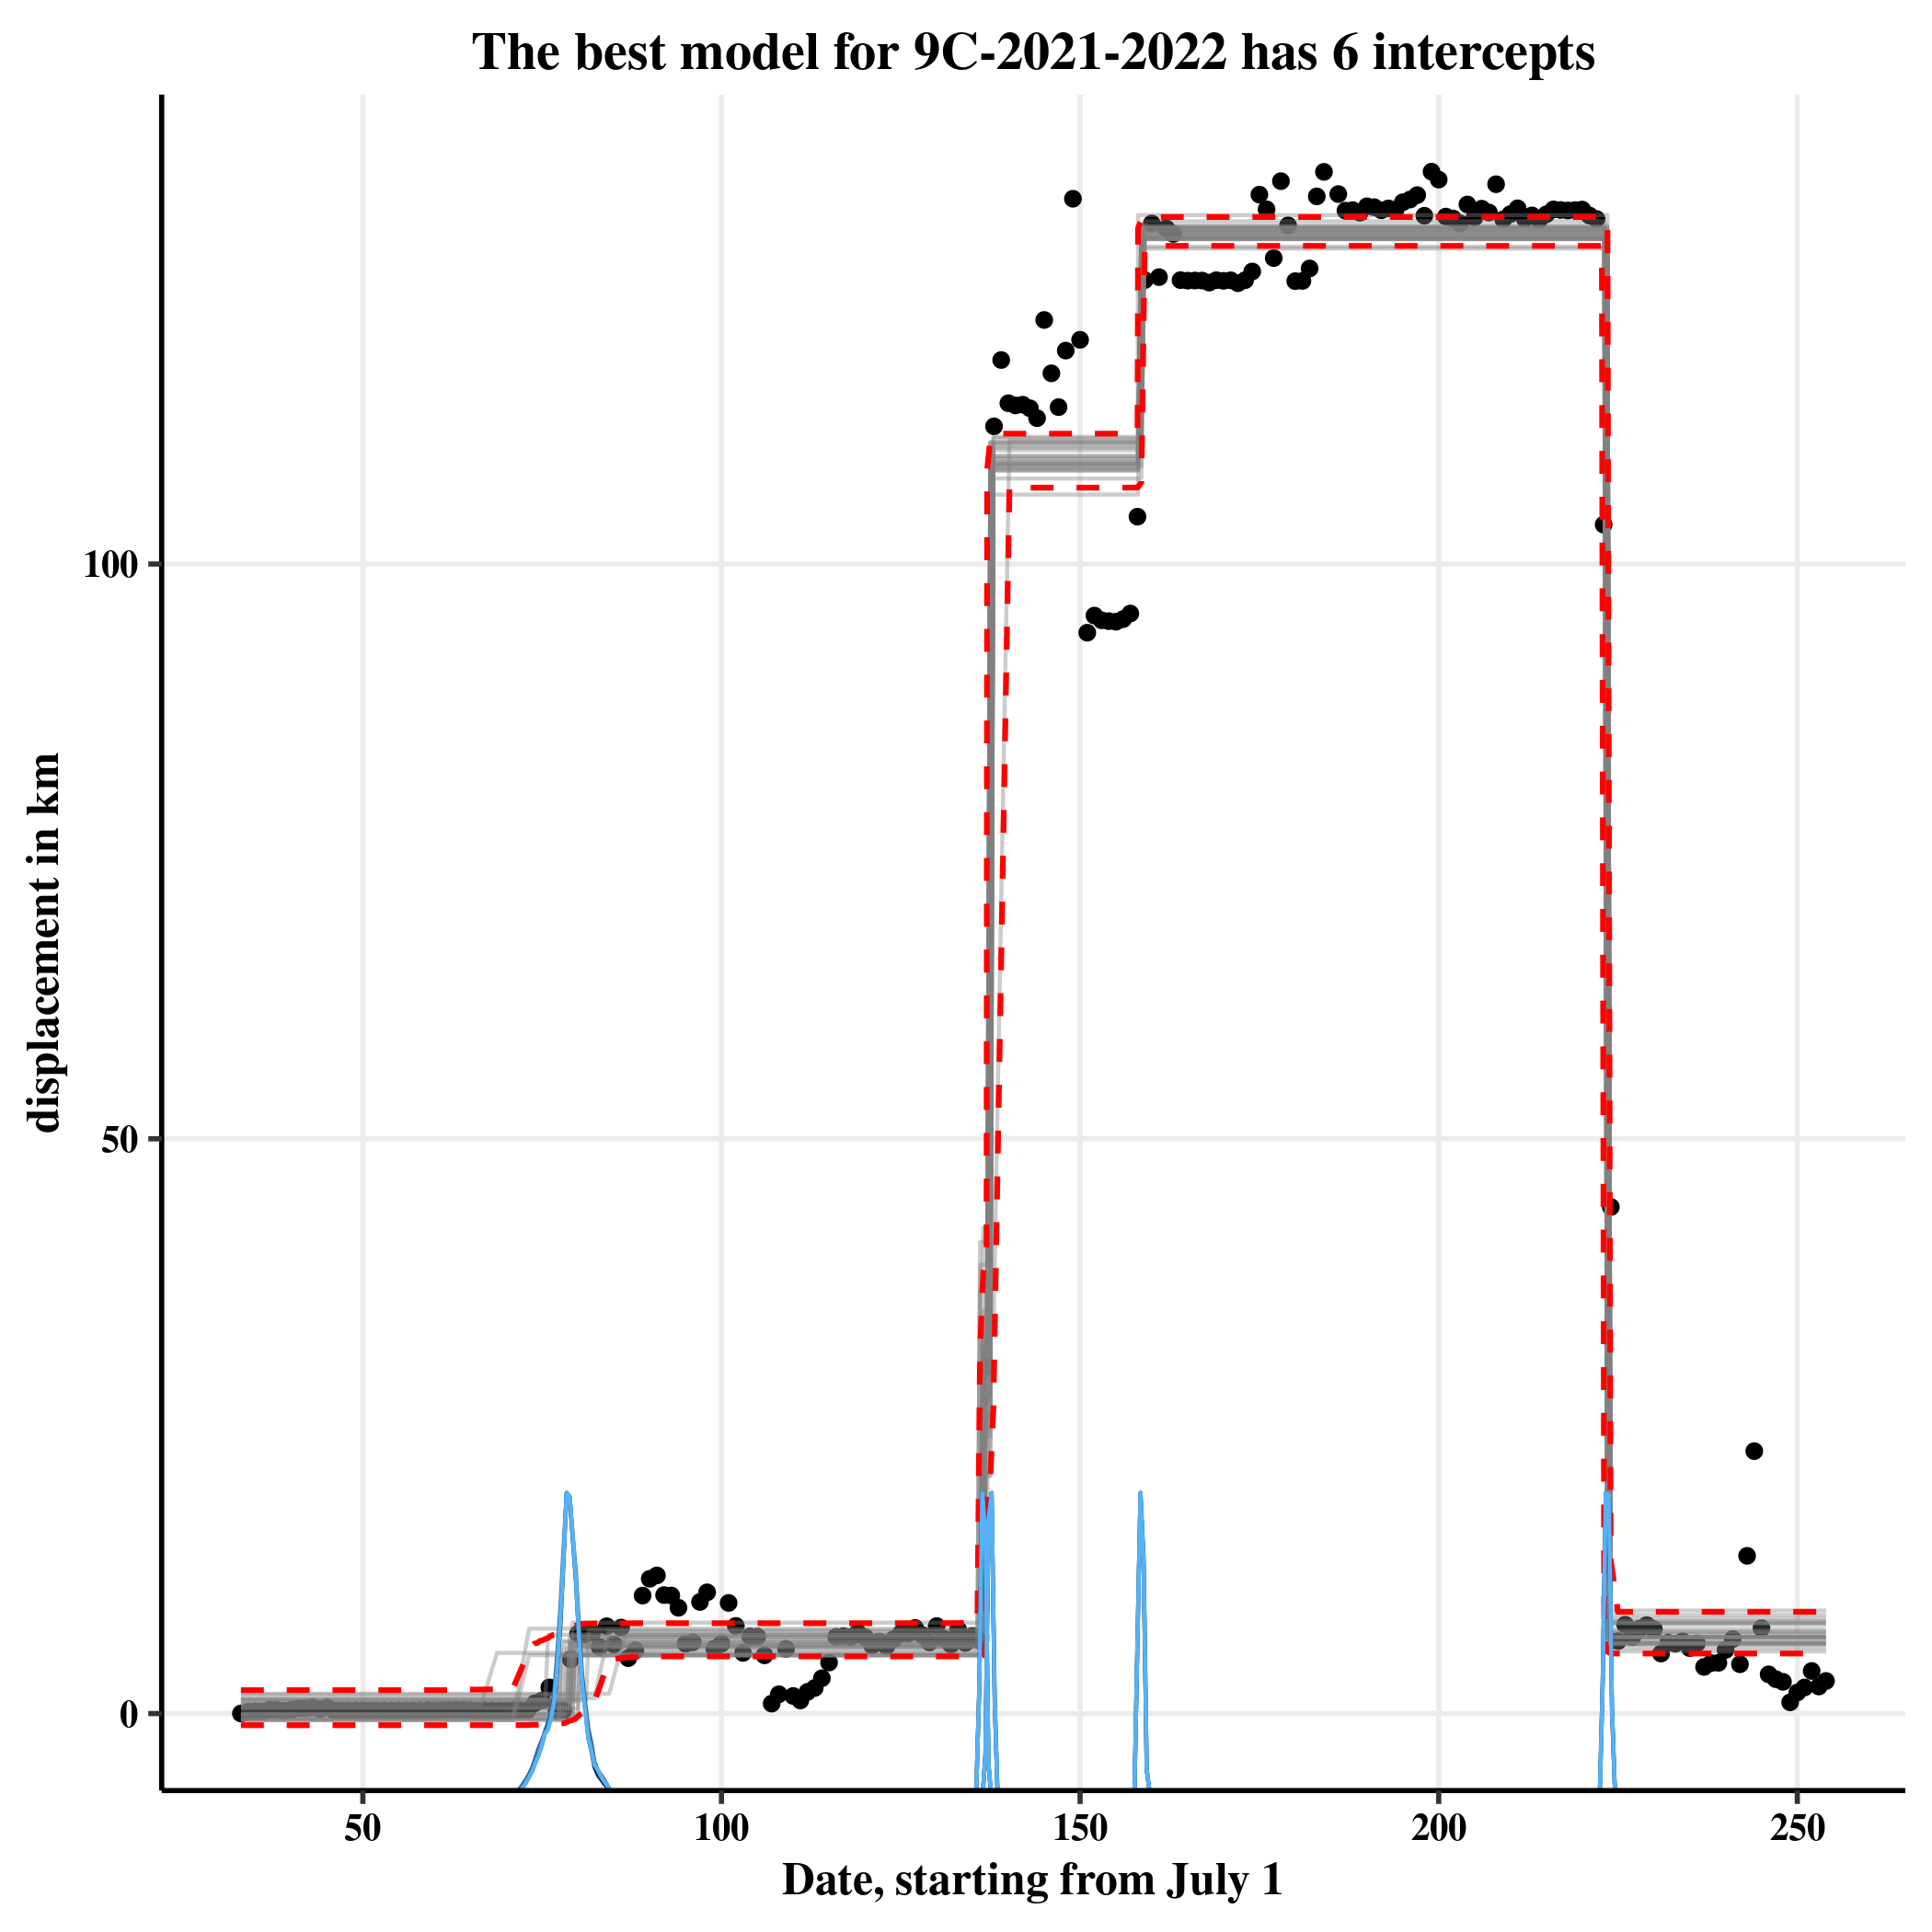 The best model for 9C-2021-2022 has 6 intercepts
displacement in km
100
50
0
50 100 150 200 250
Date, starting from July 1